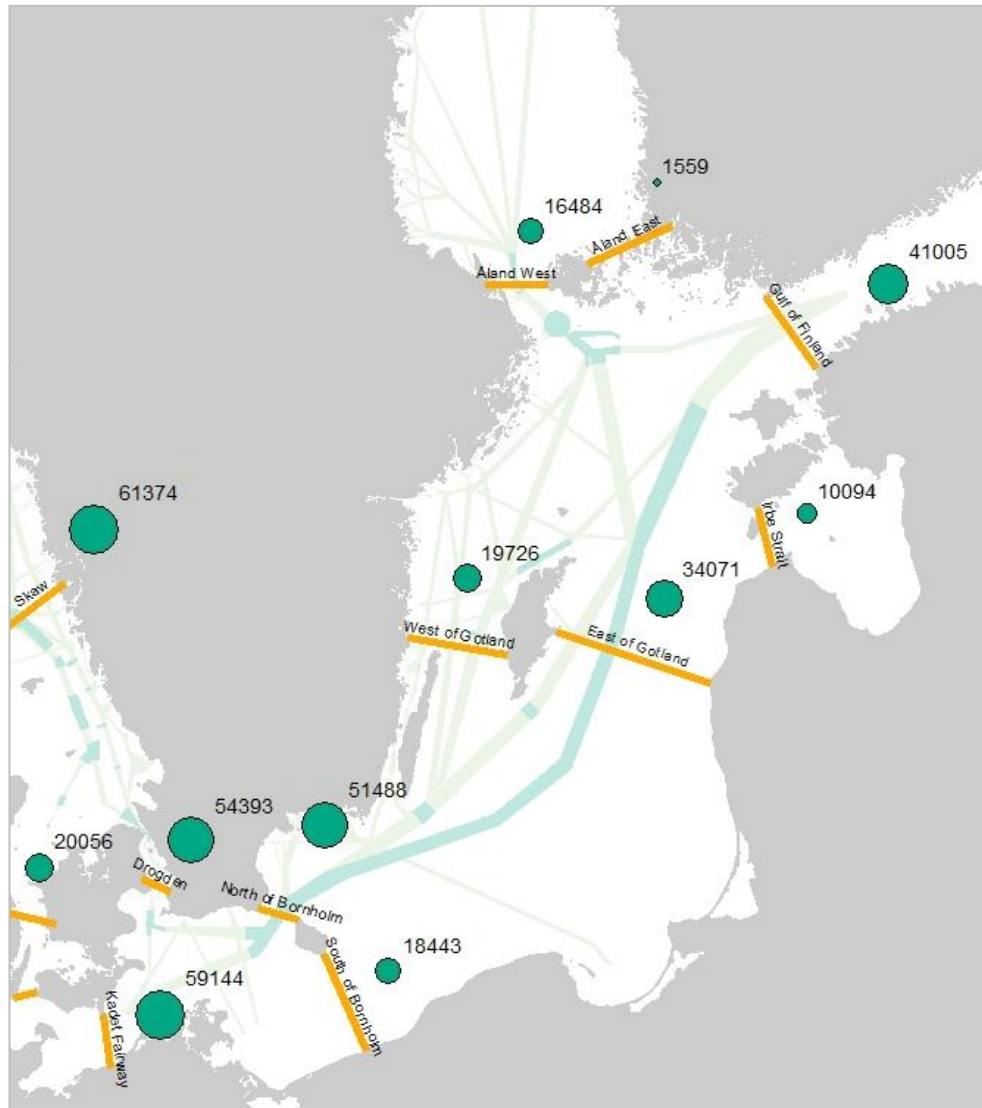 1559
16484
Åland East
41005
Åland West
Gulf of Finland
61374
10094
Irbe Strait
19726
34071
Skaw
West of Gotland
East of Gotland
51488
54393
20056
Drogden
North of Bornholm
18443
South of Bornholm
59144
Kadet Fairway